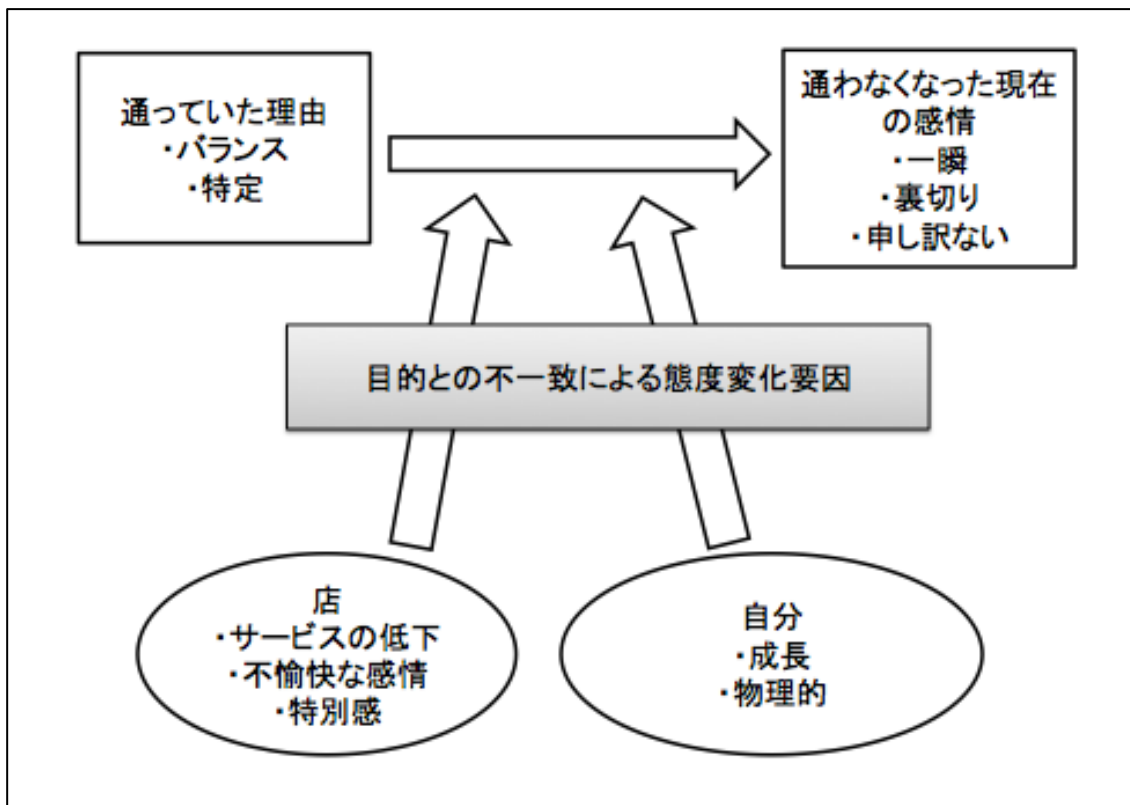 通っていた理由
・バランス
・特定
通わなくなった現在
の感情
・一瞬
・裏切り
・申し訳ない
目的との不一致による態度変化要因
店
・サービスの低下
・不愉快な感情
・特別感
自分
・成長
・物理的